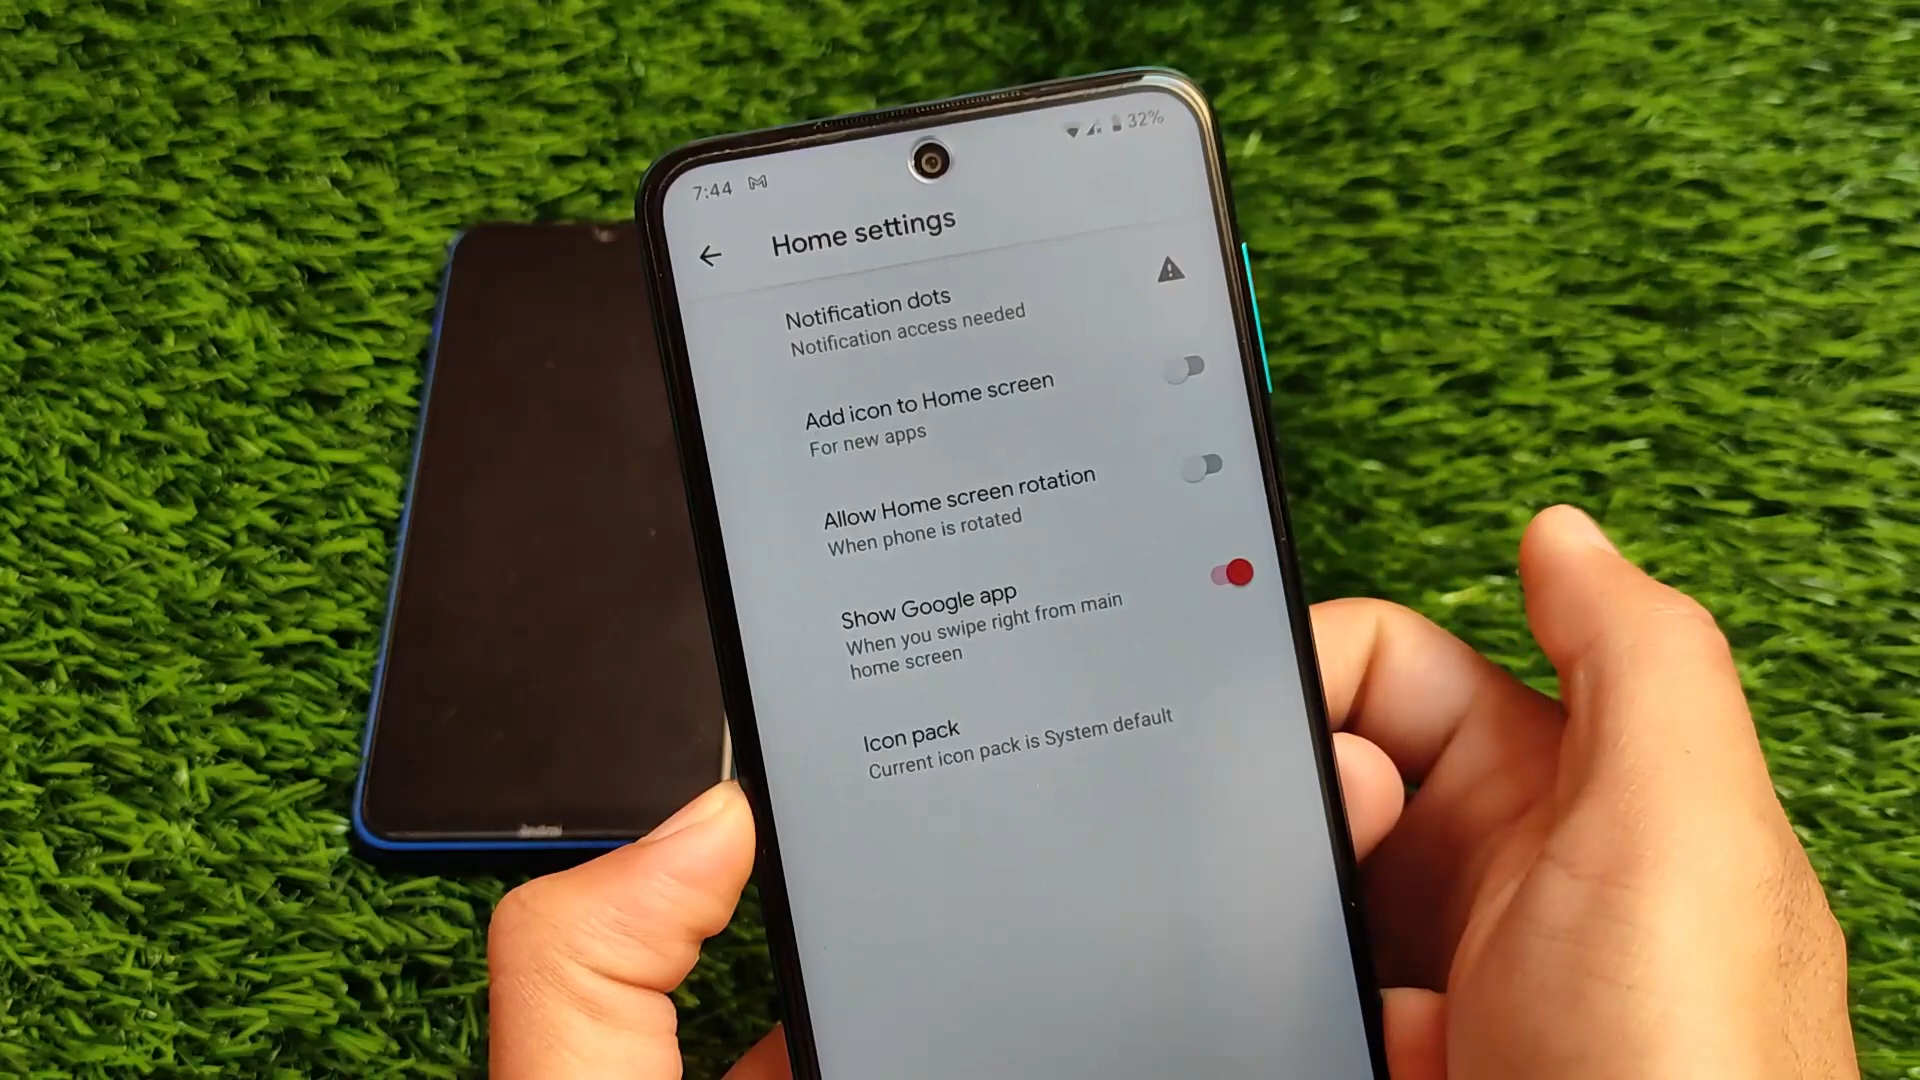 7:44
32%
Home settings
Notification dots
Notification access needed
Add icon to Home screen
For new apps
Allow Home screen rotation
When phone is rotated
Show Google app
When you swipe right from main
home screen
Icon pack
Current icon pack is System default